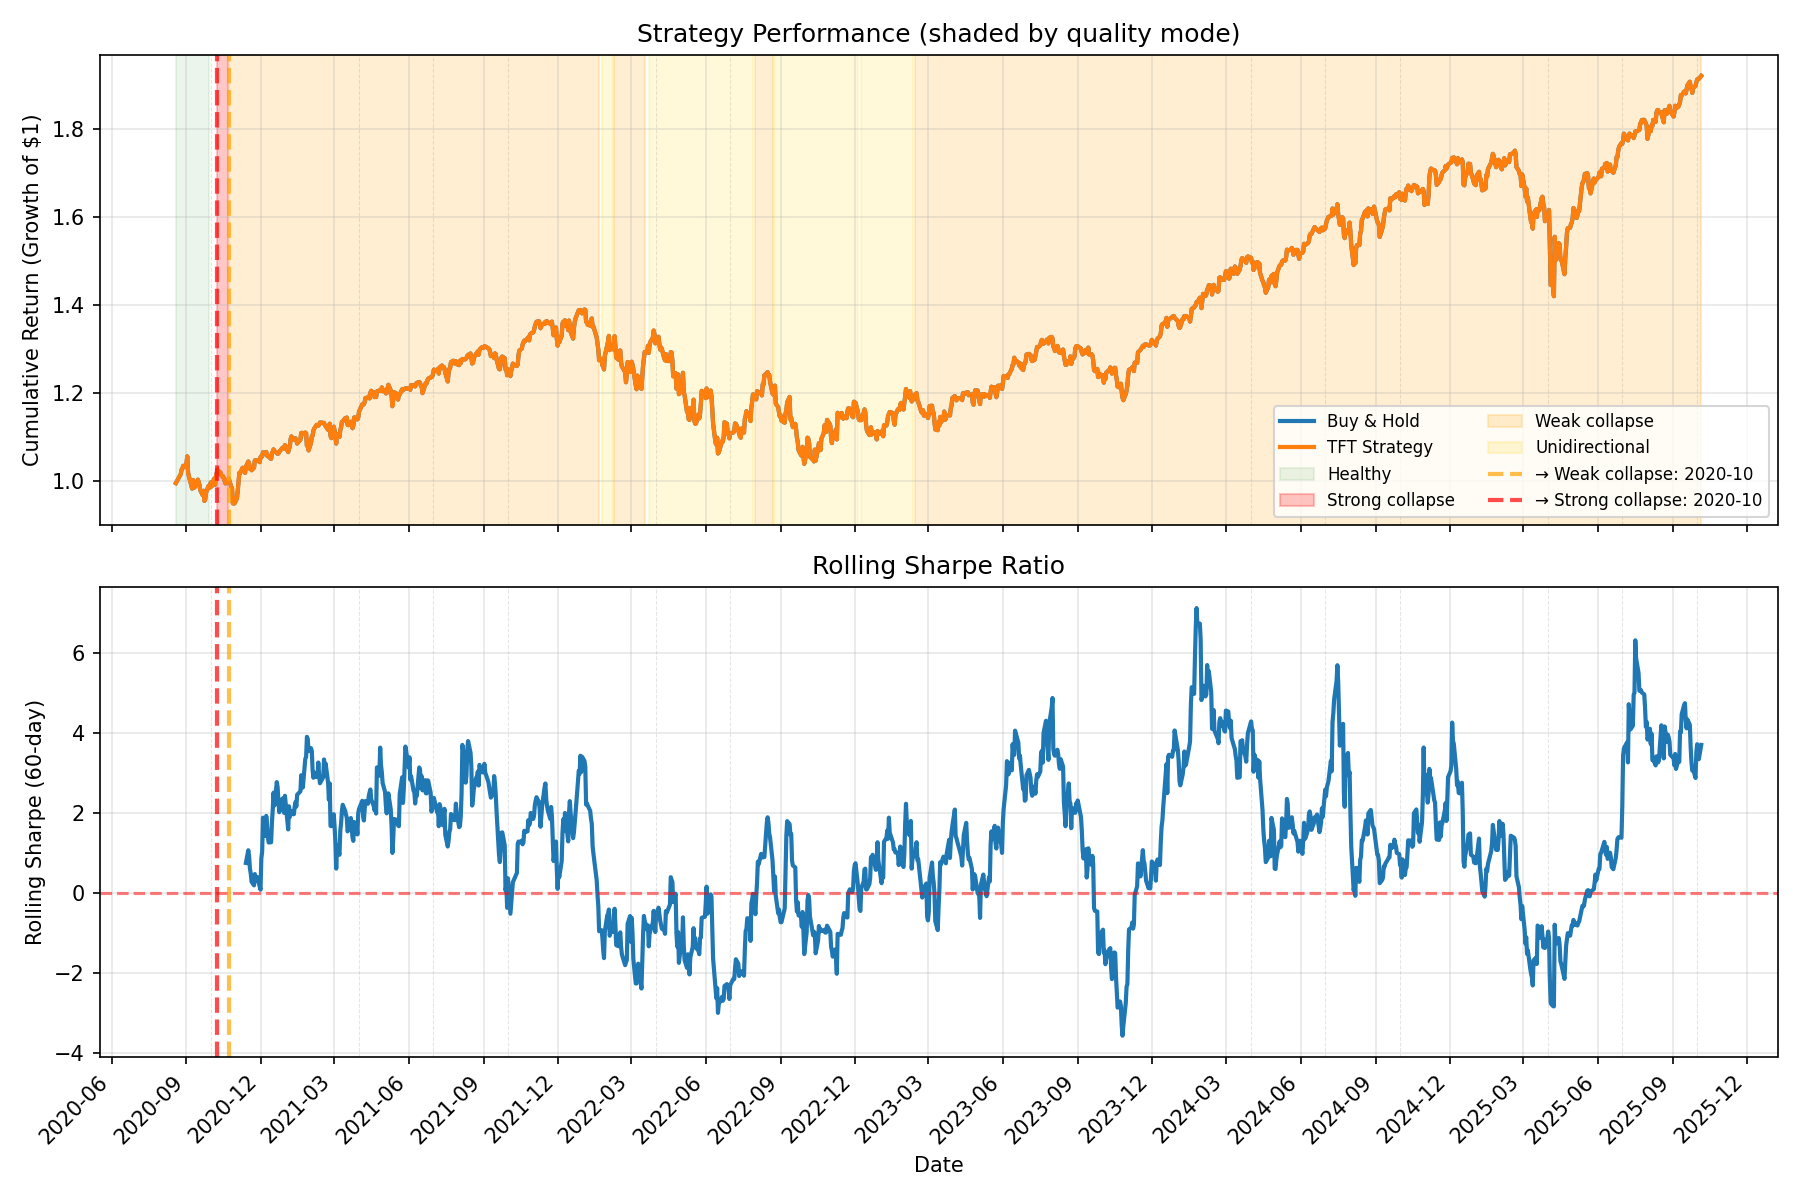 Strategy Performance (shaded by quality mode)
Cumulative Return (Growth of $1)
1.8
1.6
1.4
1.2
1.0
Buy & Hold
TFT Strategy
Healthy
Strong collapse
Weak collapse
Unidirectional
→ Weak collapse: 2020-10
→ Strong collapse: 2020-10
Rolling Sharpe Ratio
Rolling Sharpe (60-day)
6
4
2
0
−2
−4
2020-06
2020-09
2020-12
2021-03
2021-06
2021-09
2021-12
2022-03
2022-06
2022-09
2022-12
2023-03
2023-06
2023-09
2023-12
2024-03
2024-06
2024-09
2024-12
2025-03
2025-06
2025-09
2025-12
Date